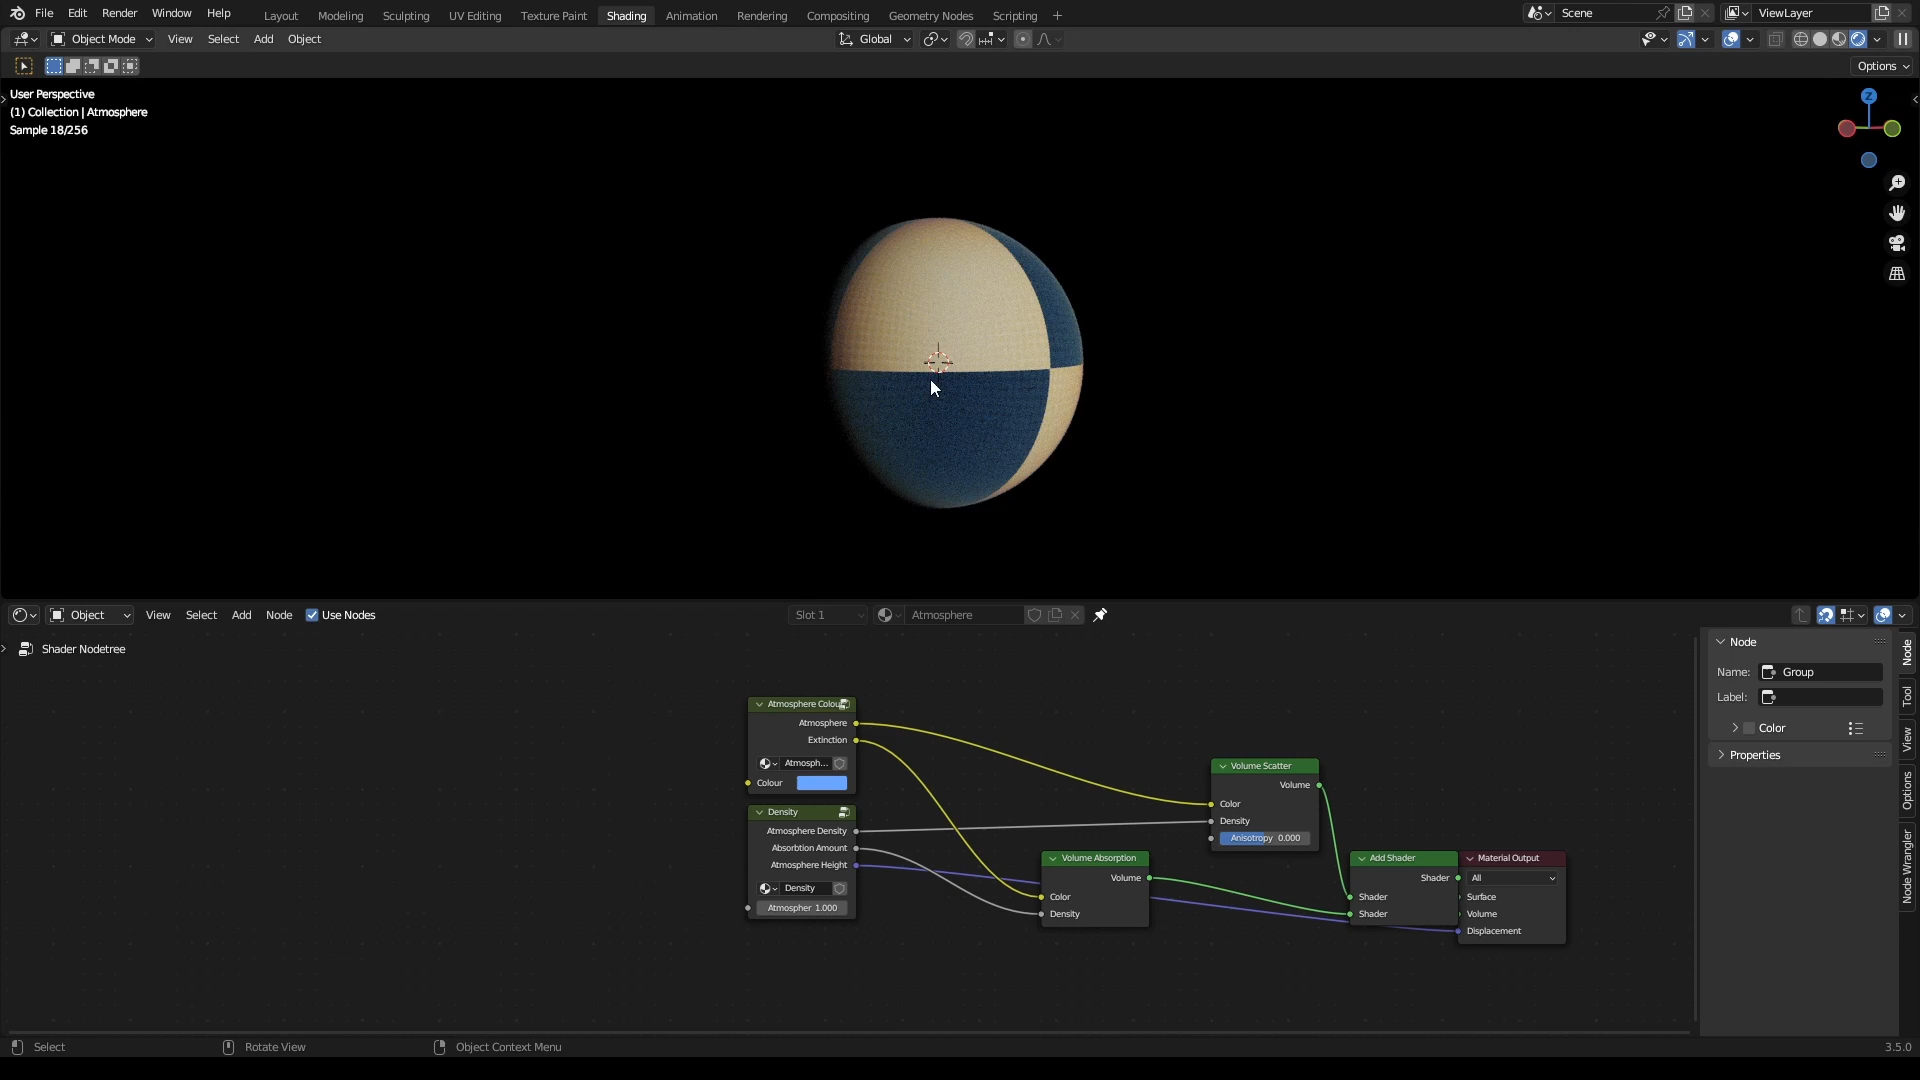 File Edit Render Window Help Layout Modeling Sculpting UV Editing Texture Paint Shading Animation Rendering Compositing Geometry Nodes Scripting + Scene ViewLayer
Object Mode View Select Add Object Global
Options
User Perspective
(1) Collection | Atmosphere
Sample 18/256
Z
Object View Select Add Node Use Nodes Slot 1 Atmosphere
Shader Nodetree
Atmosphere Colou
Atmosphere
Extinction
Atmosph...
Colour
Density
Atmosphere Density
Absorbtion Amount
Atmosphere Height
Density
Atmospher 1.000
Volume Absorption
Volume
Color
Density
Volume Scatter
Volume
Color
Density
Anisotropy 0.000
Add Shader
Shader
Shader
Shader
Material Output
All
Surface
Volume
Displacement
Node
Name: Group
Label:
Color
Properties
Node
Tool
View
Options
Node Wrangler
Select Rotate View Object Context Menu 3.5.0